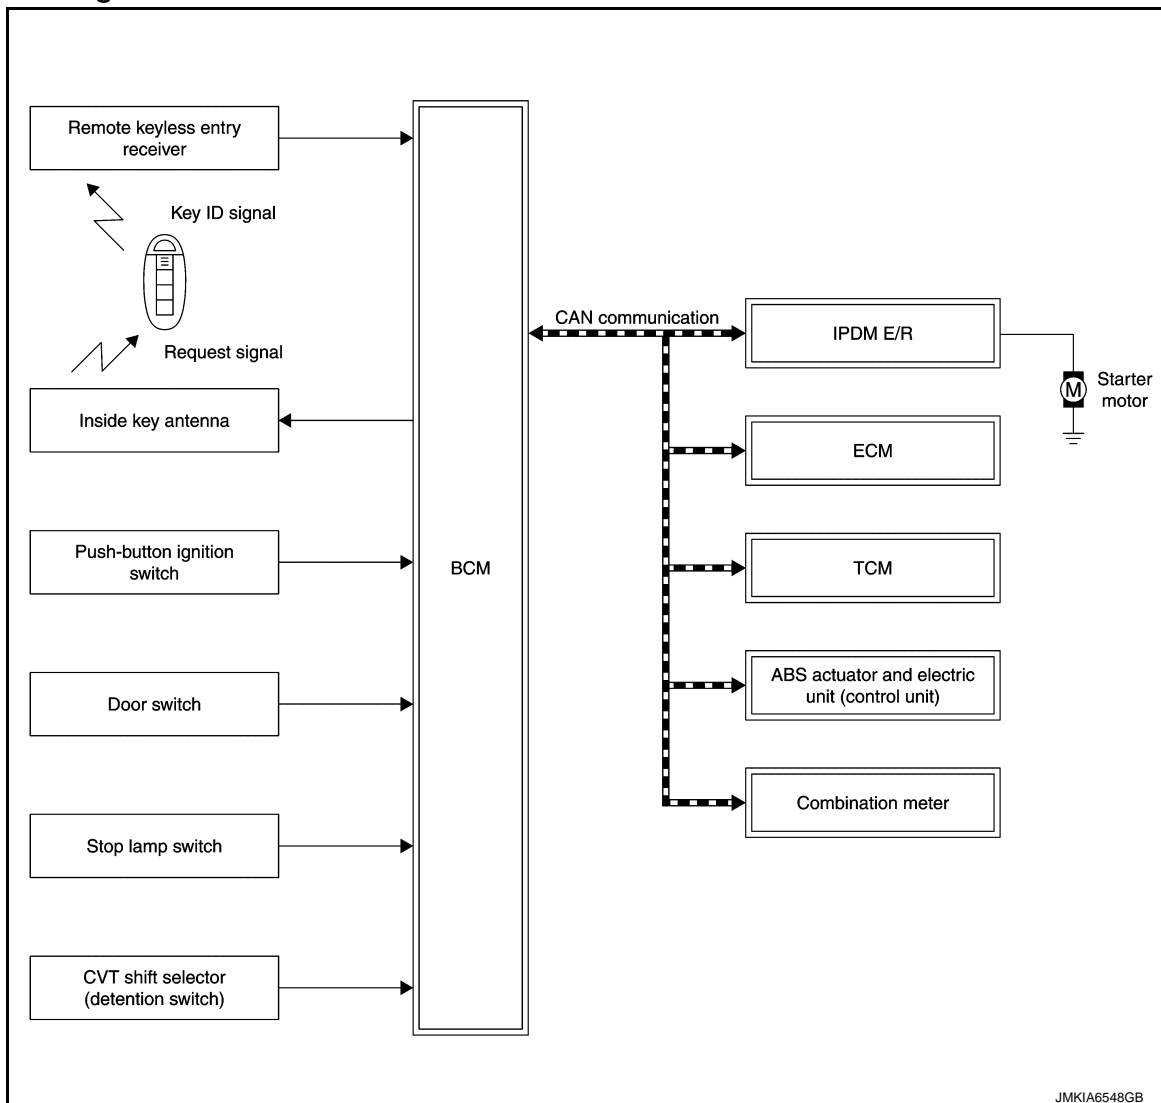 Remote keyless entry
receiver
Key ID signal
Request signal
Inside key antenna
Push-button ignition
switch
Door switch
Stop lamp switch
CVT shift selector
(detention switch)
BCM
CAN communication
IPDM E/R
M
Starter
motor
ECM
TCM
ABS actuator and electric
unit (control unit)
Combination meter
JMKIA6548GB